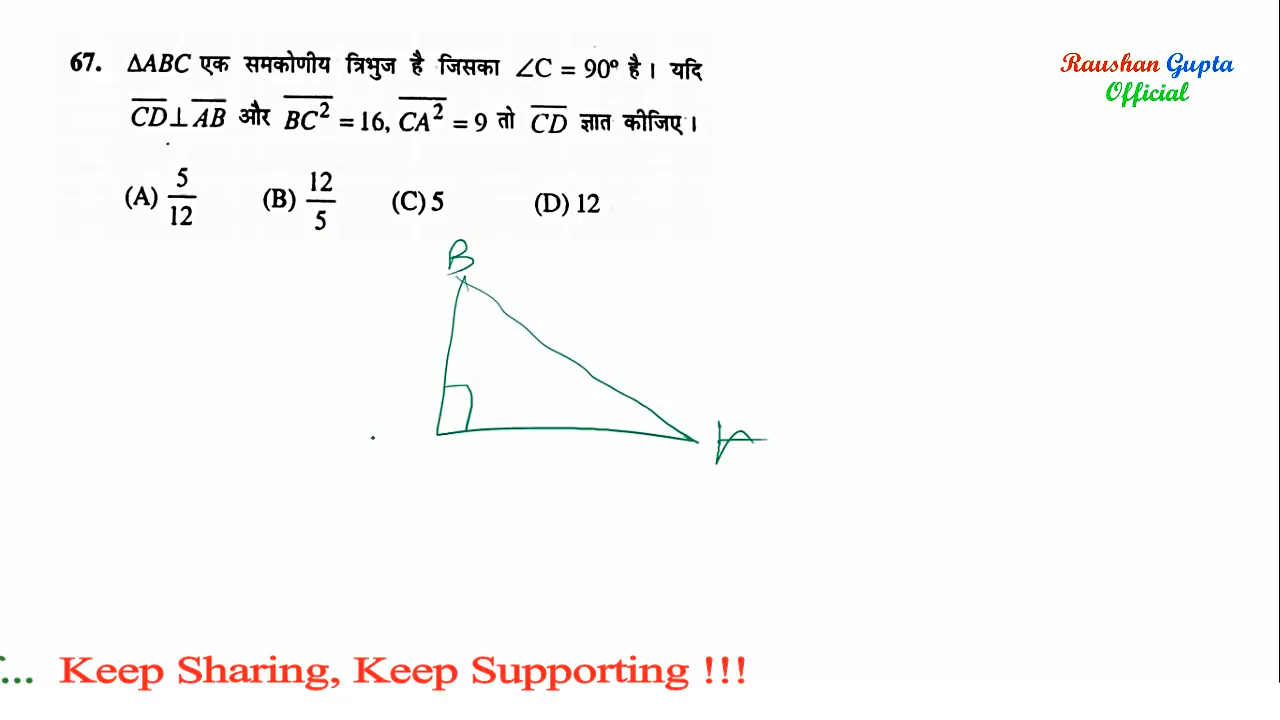 67. ΔABC एक समकोणीय त्रिभुज है जिसका ∠C = 90° है। यदि
CD⊥AB और BC² = 16, CA² = 9 तो CD ज्ञात कीजिए।
(A) 5/12 (B) 12/5 (C) 5 (D) 12
Raushan Gupta
Official
B
A
... Keep Sharing, Keep Supporting !!!